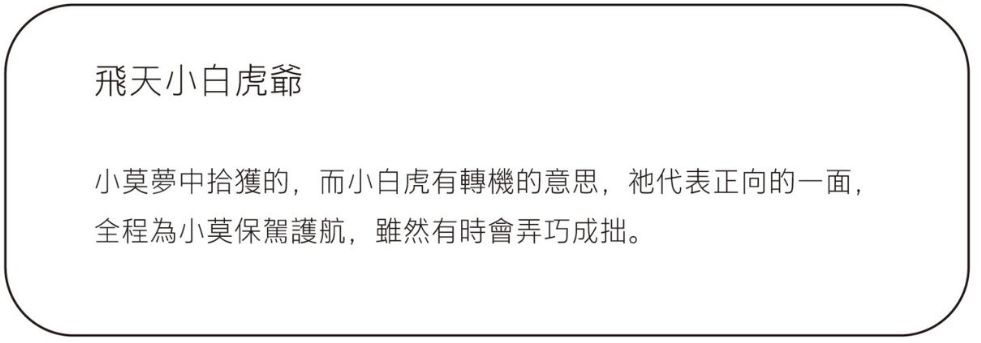 飛天小白虎爺
小莫夢中拾獲的，而小白虎有轉機的意思，祂代表正向的一面，
全程為小莫保駕護航，雖然有時會弄巧成拙。